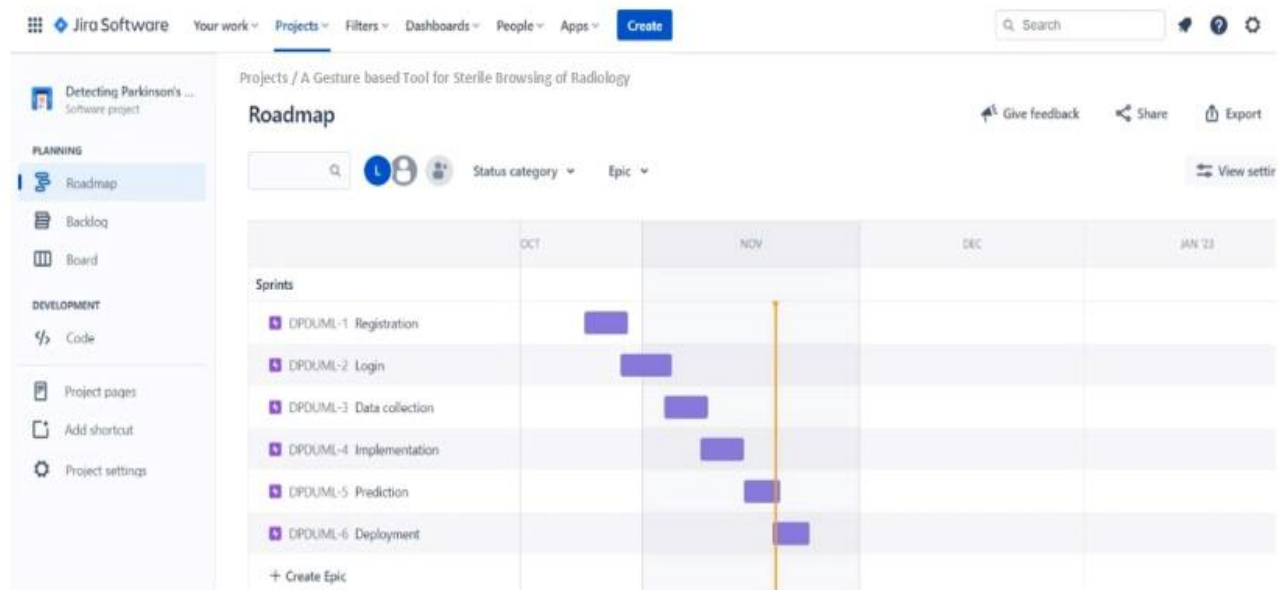 Jira Software Your work Projects Filters Dashboards People Apps Create Search
Detecting Parkinson's ...
Software project
PLANNING
Roadmap
Backlog
Board
DEVELOPMENT
Code
Project pages
Add shortcut
Project settings
Projects / A Gesture based Tool for Sterile Browsing of Radiology
Roadmap
Give feedback Share Export
L Status category Epic View settin
OCT NOV DEC JAN '23
Sprints
DPDUML-1 Registration
DPDUML-2 Login
DPDUML-3 Data collection
DPDUML-4 Implementation
DPDUML-5 Prediction
DPDUML-6 Deployment
+ Create Epic